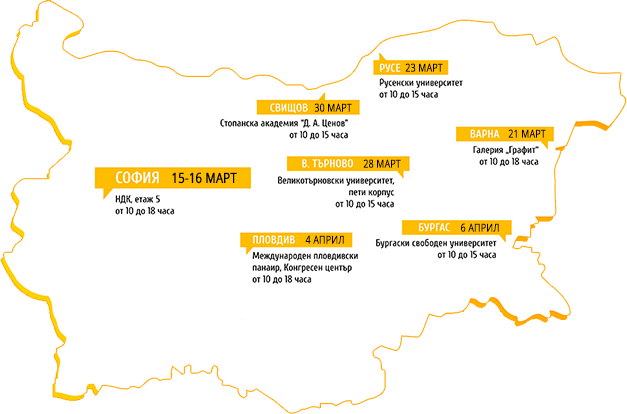 РУСЕ 23 МАРТ
Русенски университет
от 10 до 15 часа
СВИЩОВ 30 МАРТ
Стопанска академия "Д. А. Ценов"
от 10 до 15 часа
ВАРНА 21 МАРТ
Галерия „Графит“
от 10 до 18 часа
В. ТЪРНОВО 28 МАРТ
Великотърновски университет,
пети корпус
от 10 до 15 часа
СОФИЯ 15-16 МАРТ
НДК, етаж 5
от 10 до 18 часа
БУРГАС 6 АПРИЛ
Бургаски свободен университет
от 10 до 15 часа
ПЛОВДИВ 4 АПРИЛ
Международен пловдивски
панаир, Конгресен център
от 10 до 18 часа